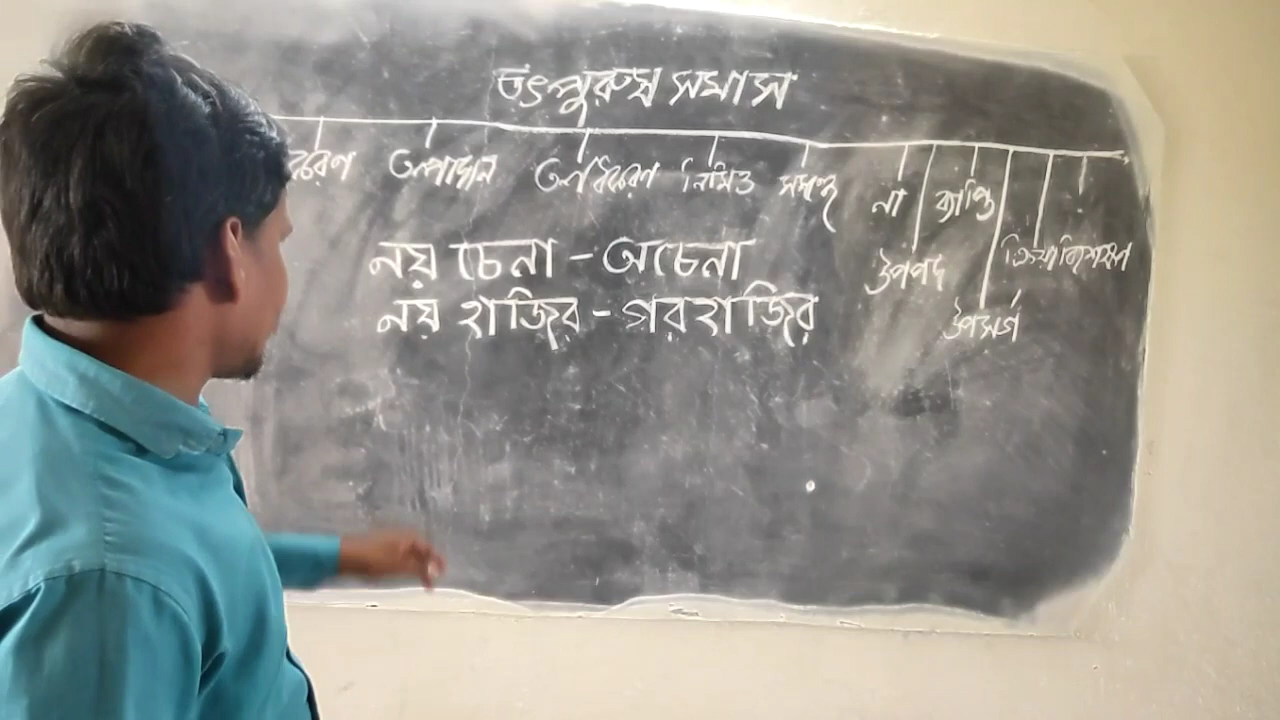 তৎপুরুষ সমাস
করণ অপাদান অধিকরণ নিমিত্ত সম্বন্ধ না ব্যাপ্তি
উপপদ ক্রিয়াবিশেষণ
উপসর্গ
নয় চেনা - অচেনা
নয় হাজির - গরহাজির